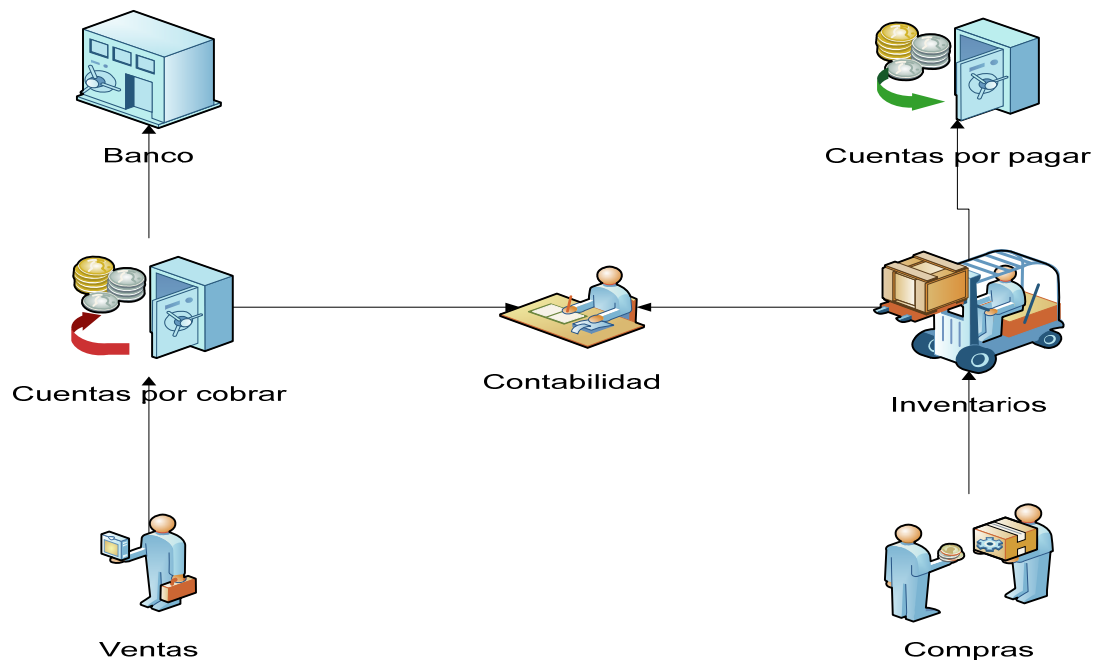 Banco
Cuentas por pagar
Cuentas por cobrar
Contabilidad
Inventarios
Ventas
Compras